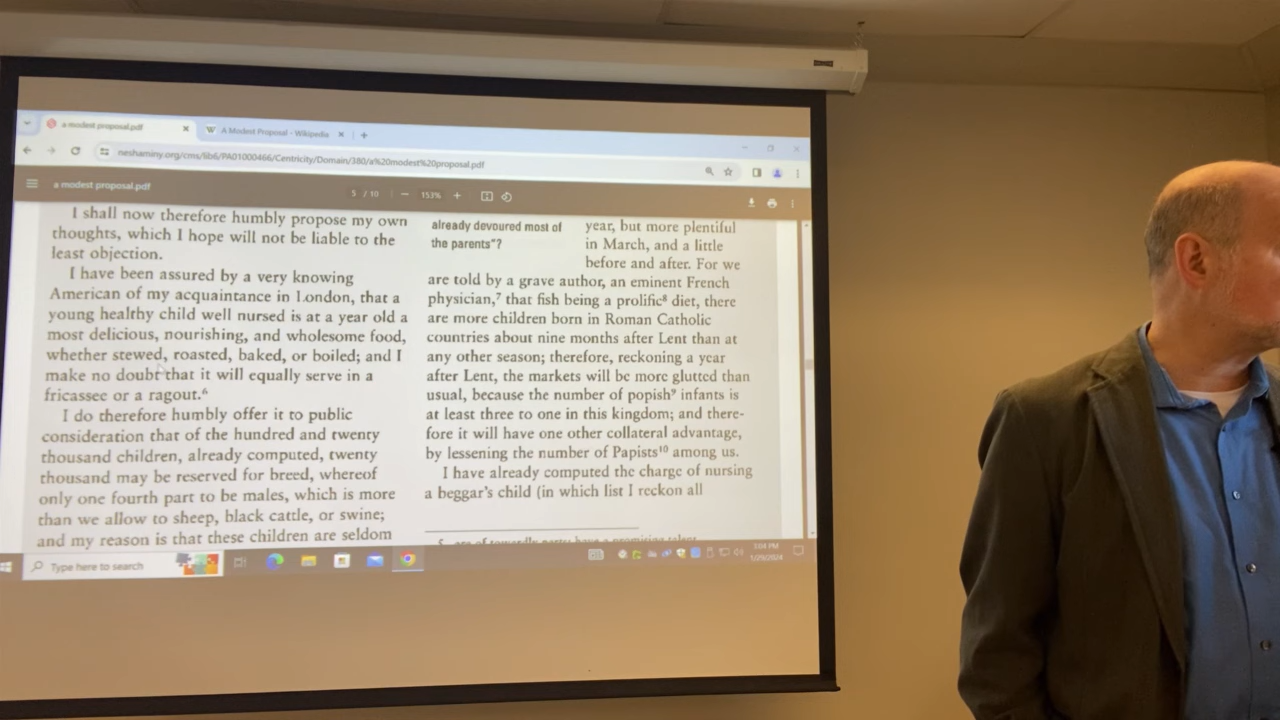 a modest proposal.pdf
A Modest Proposal - Wikipedia
neshaminy.org/cms/lib6/PA01000466/Centricity/Domain/380/a%20modest%20proposal.pdf
a modest proposal.pdf
5 / 10
153%
I shall now therefore humbly propose my own
thoughts, which I hope will not be liable to the
least objection.
I have been assured by a very knowing
American of my acquaintance in London, that a
young healthy child well nursed is at a year old a
most delicious, nourishing, and wholesome food,
whether stewed, roasted, baked, or boiled; and I
make no doubt that it will equally serve in a
fricassee or a ragout.⁶
I do therefore humbly offer it to public
consideration that of the hundred and twenty
thousand children, already computed, twenty
thousand may be reserved for breed, whereof
only one fourth part to be males, which is more
than we allow to sheep, black cattle, or swine;
and my reason is that these children are seldom
already devoured most of
the parents"?
year, but more plentiful
in March, and a little
before and after. For we
are told by a grave author, an eminent French
physician,⁷ that fish being a prolific⁸ diet, there
are more children born in Roman Catholic
countries about nine months after Lent than at
any other season; therefore, reckoning a year
after Lent, the markets will be more glutted than
usual, because the number of popish⁹ infants is
at least three to one in this kingdom; and there-
fore it will have one other collateral advantage,
by lessening the number of Papists¹⁰ among us.
I have already computed the charge of nursing
a beggar's child (in which list I reckon all
Type here to search
7:04 PM
1/29/2024